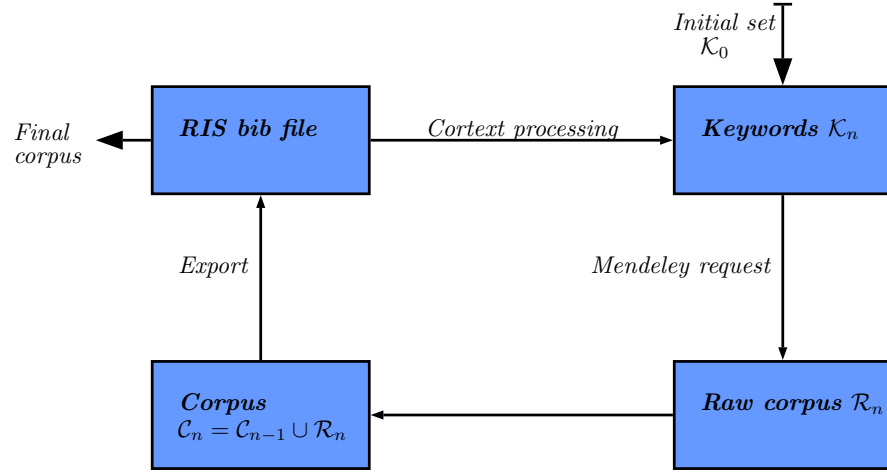 Initial set
𝒦₀
RIS bib file
Cortext processing
Keywords 𝒦ₙ
Final
corpus
Export
Mendeley request
Corpus
𝒞ₙ = 𝒞ₙ₋₁ ∪ ℛₙ
Raw corpus ℛₙ